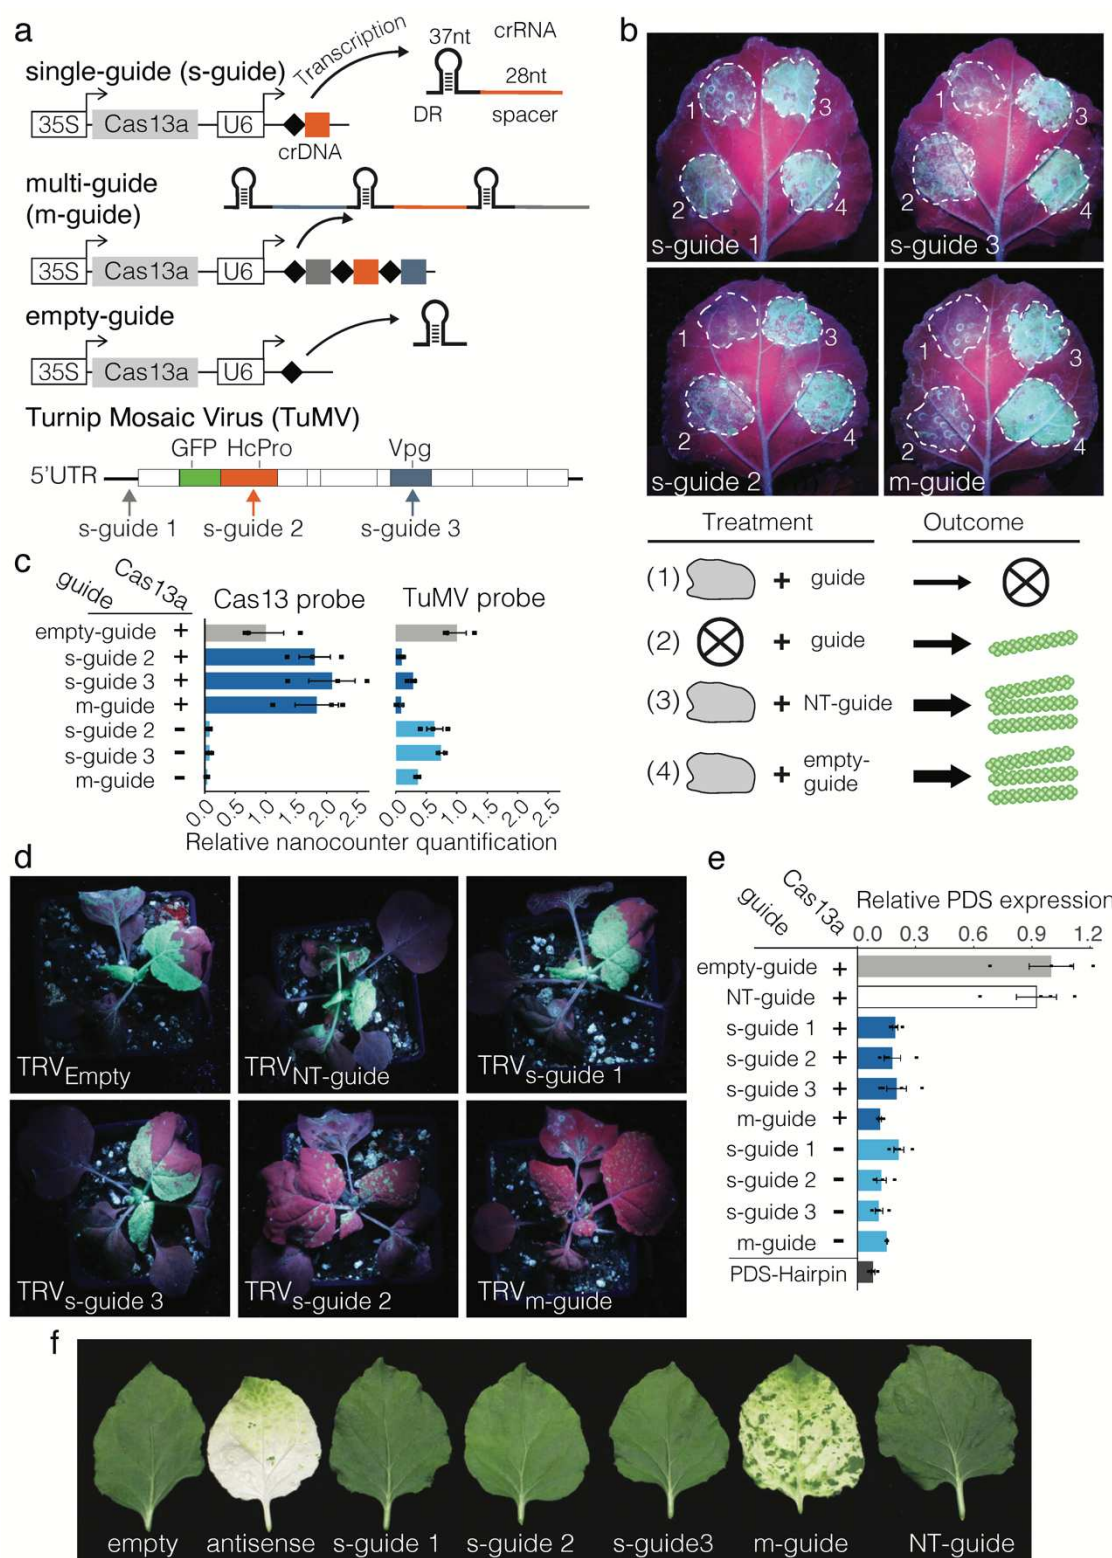 a
single-guide (s-guide)
Transcription
37nt
crRNA
28nt
DR
spacer
35S
Cas13a
U6
crDNA
multi-guide
(m-guide)
35S
Cas13a
U6
empty-guide
35S
Cas13a
U6
Turnip Mosaic Virus (TuMV)
GFP
HcPro
Vpg
5'UTR
s-guide 1
s-guide 2
s-guide 3
b
1
3
2
4
s-guide 1
1
3
2
4
s-guide 3
1
3
2
4
s-guide 2
1
3
2
4
m-guide
Treatment
Outcome
(1)
+
guide
(2)
+
guide
(3)
+
NT-guide
(4)
+
empty-
guide
c
guide
Cas13a
Cas13 probe
TuMV probe
empty-guide +
s-guide 2 +
s-guide 3 +
m-guide +
s-guide 2 -
s-guide 3 -
m-guide -
0.0 0.5 1.0 1.5 2.0 2.5
0.0 0.5 1.0 1.5 2.0 2.5
Relative nanocounter quantification
d
TRV Empty
TRV NT-guide
TRV s-guide 1
TRV s-guide 3
TRV s-guide 2
TRV m-guide
e
guide
Cas13a
Relative PDS expression
0.0 0.3 0.6 0.9 1.2
empty-guide +
NT-guide +
s-guide 1 +
s-guide 2 +
s-guide 3 +
m-guide +
s-guide 1 -
s-guide 2 -
s-guide 3 -
m-guide -
PDS-Hairpin
f
empty
antisense
s-guide 1
s-guide 2
s-guide3
m-guide
NT-guide